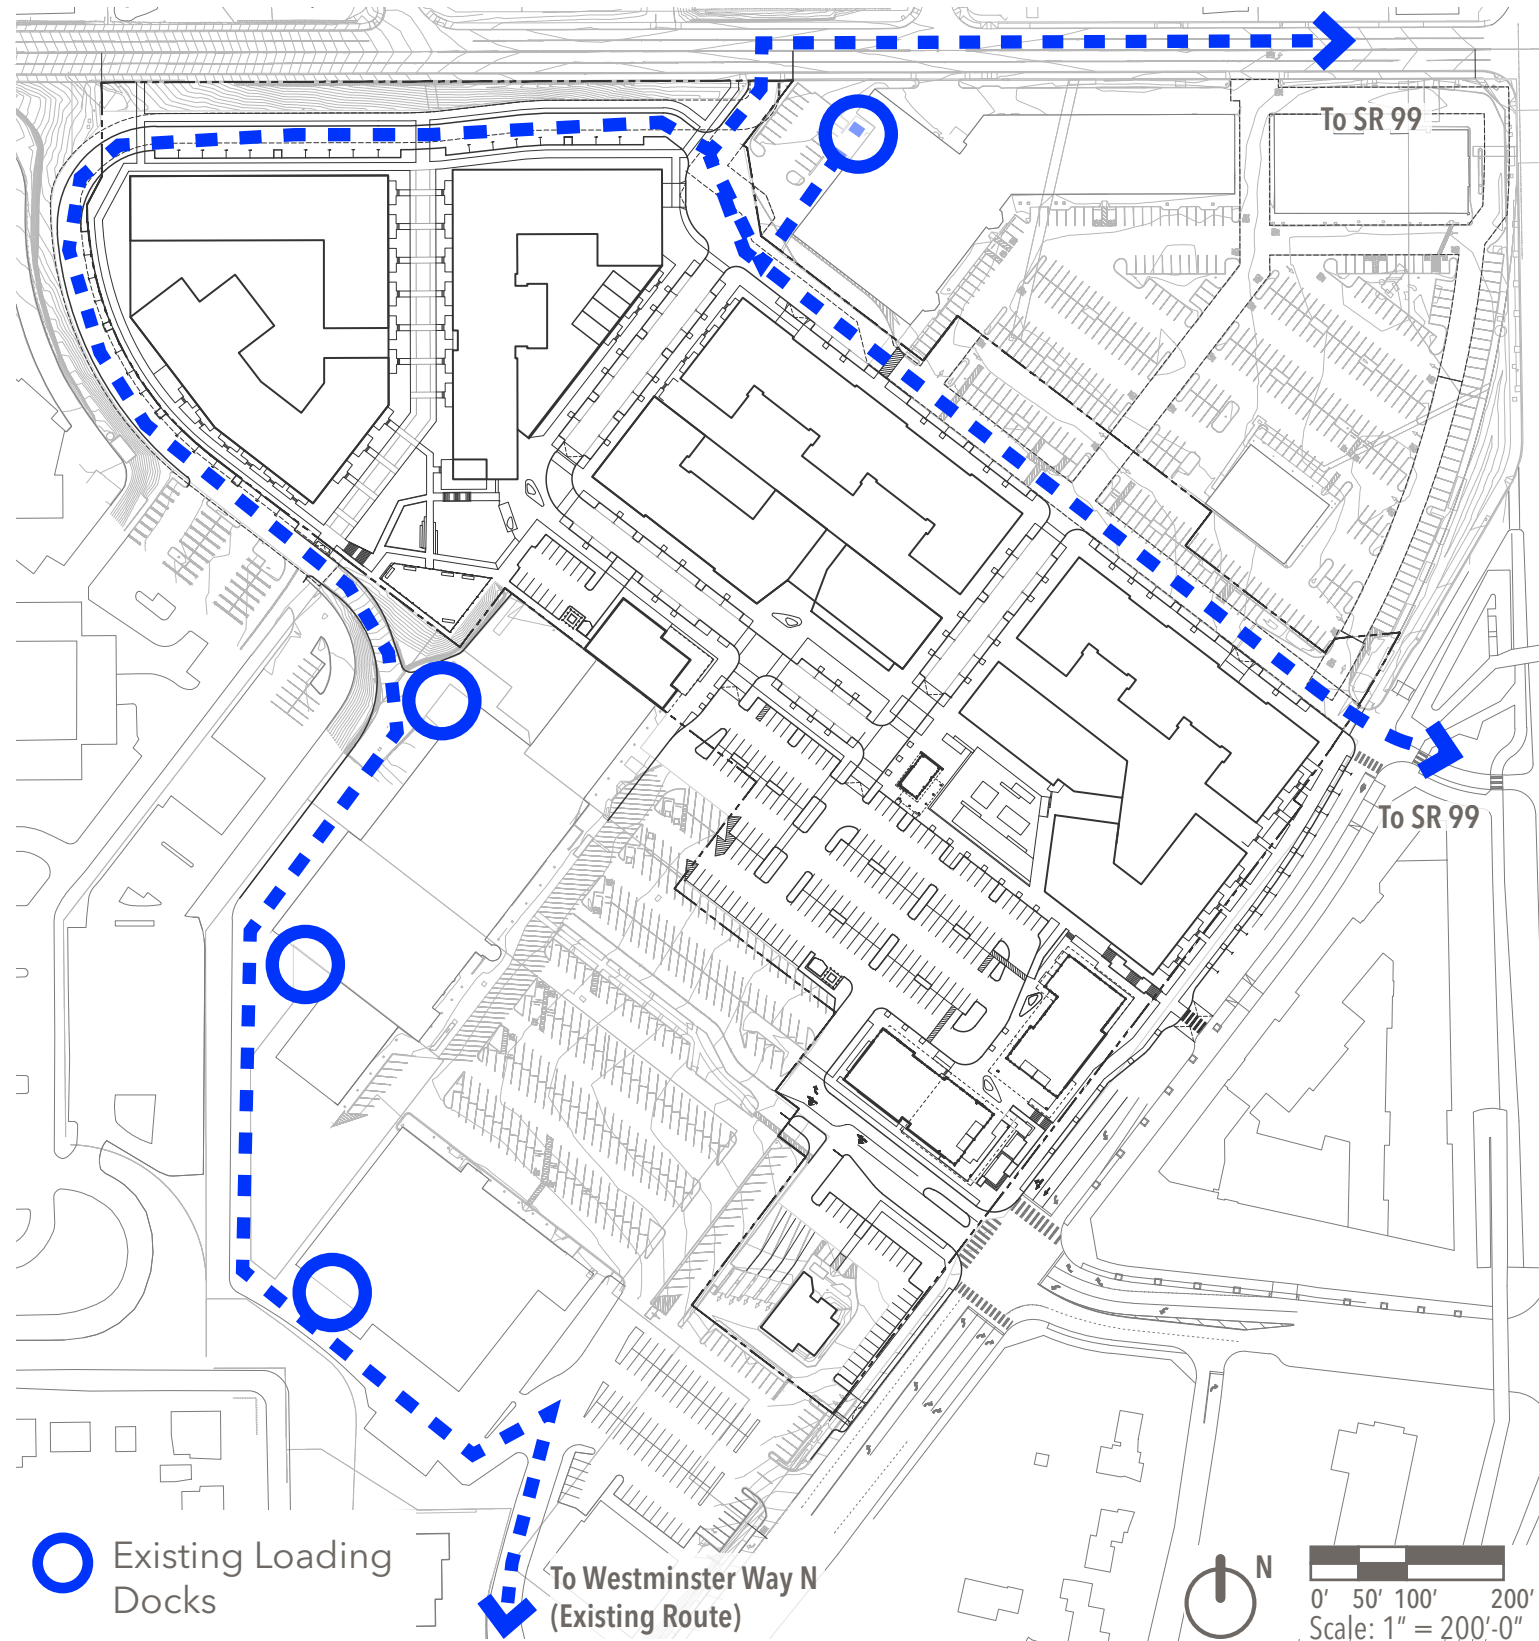 To SR 99
To SR 99
Existing Loading
Docks
To Westminster Way N
(Existing Route)
N
0' 50' 100' 200'
Scale: 1" = 200'-0"